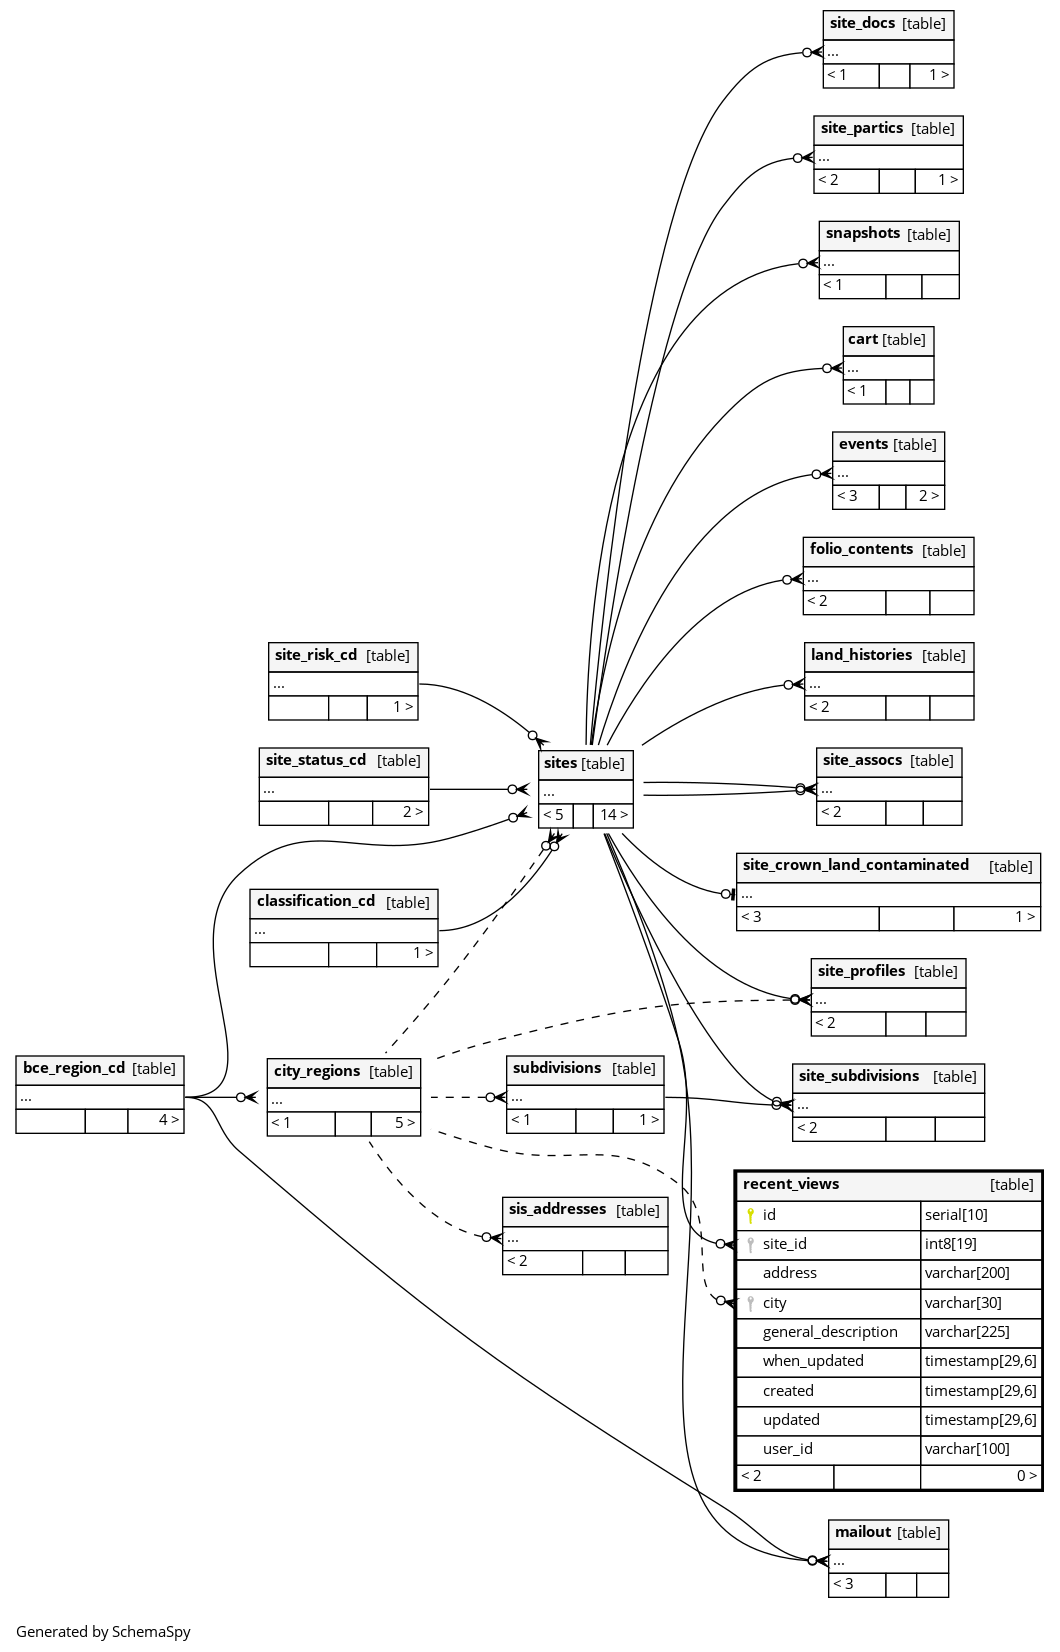 site_docs [table]
...
< 1 1 >
site_partics [table]
...
< 2 1 >
snapshots [table]
...
< 1
cart [table]
...
< 1
events [table]
...
< 3 2 >
folio_contents [table]
...
< 2
site_risk_cd [table]
...
1 >
land_histories [table]
...
< 2
site_status_cd [table]
...
2 >
sites [table]
...
< 5 14 >
site_assocs [table]
...
< 2
classification_cd [table]
...
1 >
site_crown_land_contaminated [table]
...
< 3 1 >
site_profiles [table]
...
< 2
bce_region_cd [table]
...
4 >
city_regions [table]
...
< 1 5 >
subdivisions [table]
...
< 1 1 >
site_subdivisions [table]
...
< 2
sis_addresses [table]
...
< 2
recent_views [table]
id serial[10]
site_id int8[19]
address varchar[200]
city varchar[30]
general_description varchar[225]
when_updated timestamp[29,6]
created timestamp[29,6]
updated timestamp[29,6]
user_id varchar[100]
< 2 0 >
mailout [table]
...
< 3
Generated by SchemaSpy